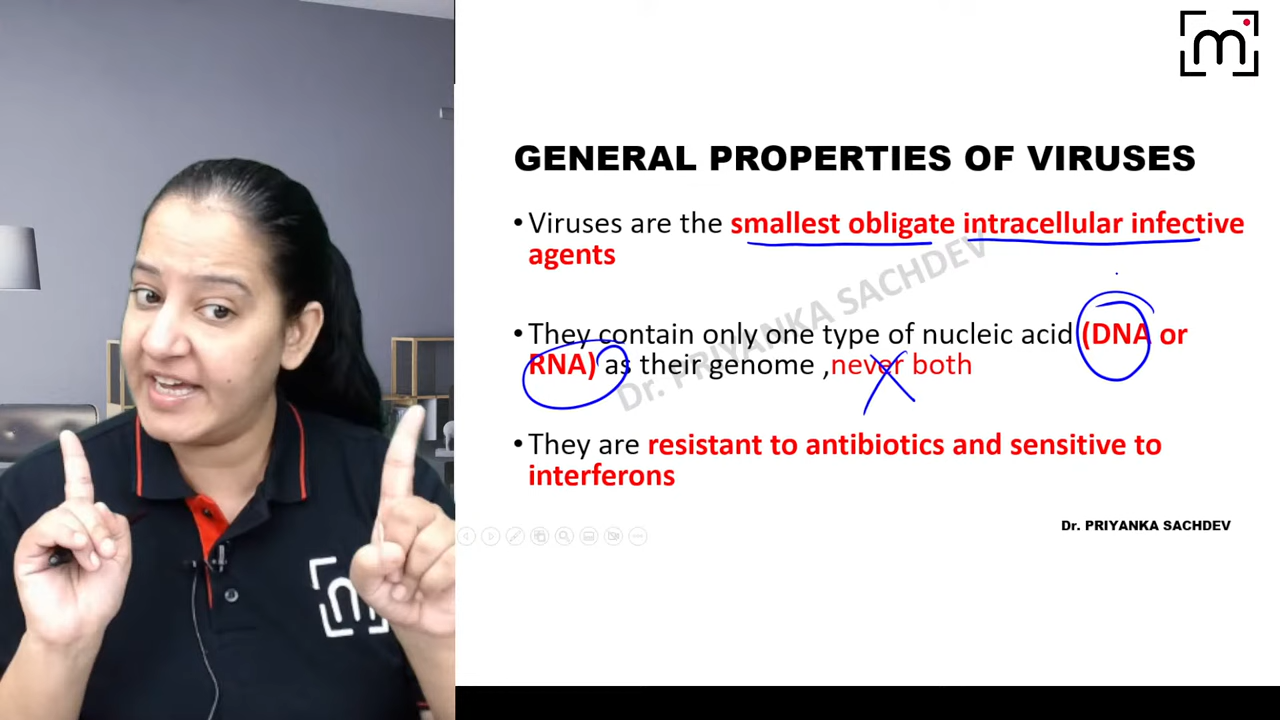 m
GENERAL PROPERTIES OF VIRUSES
•Viruses are the smallest obligate intracellular infective
agents
•They contain only one type of nucleic acid (DNA or
RNA) as their genome ,never both
•They are resistant to antibiotics and sensitive to
interferons
Dr. PRIYANKA SACHDEV
Dr. PRIYANKA SACHDEV
m